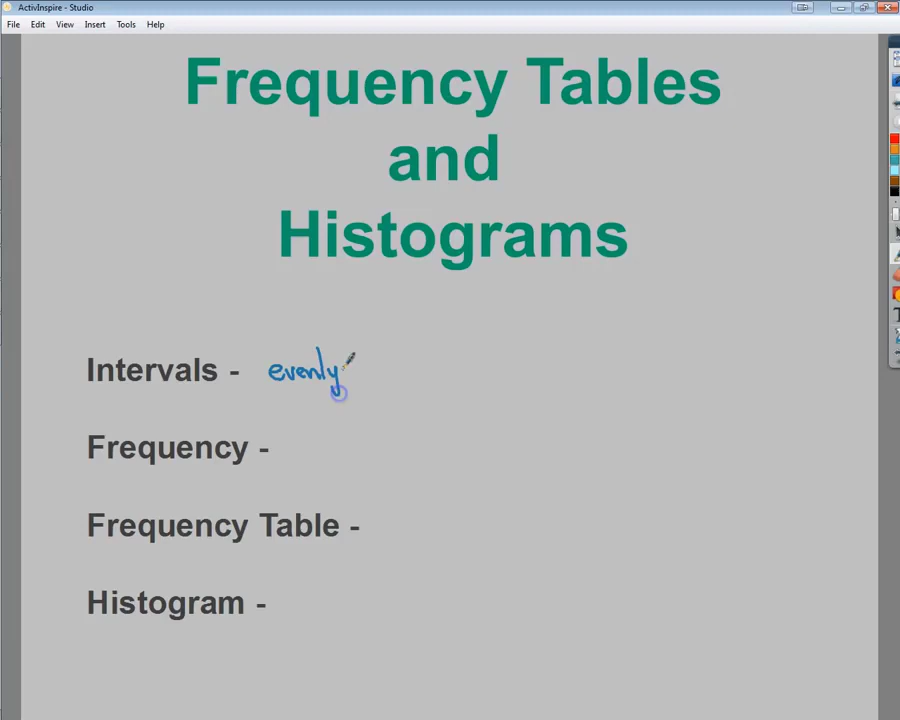 ActivInspire - Studio
File Edit View Insert Tools Help
Frequency Tables
and
Histograms
Intervals - evenly
Frequency -
Frequency Table -
Histogram -